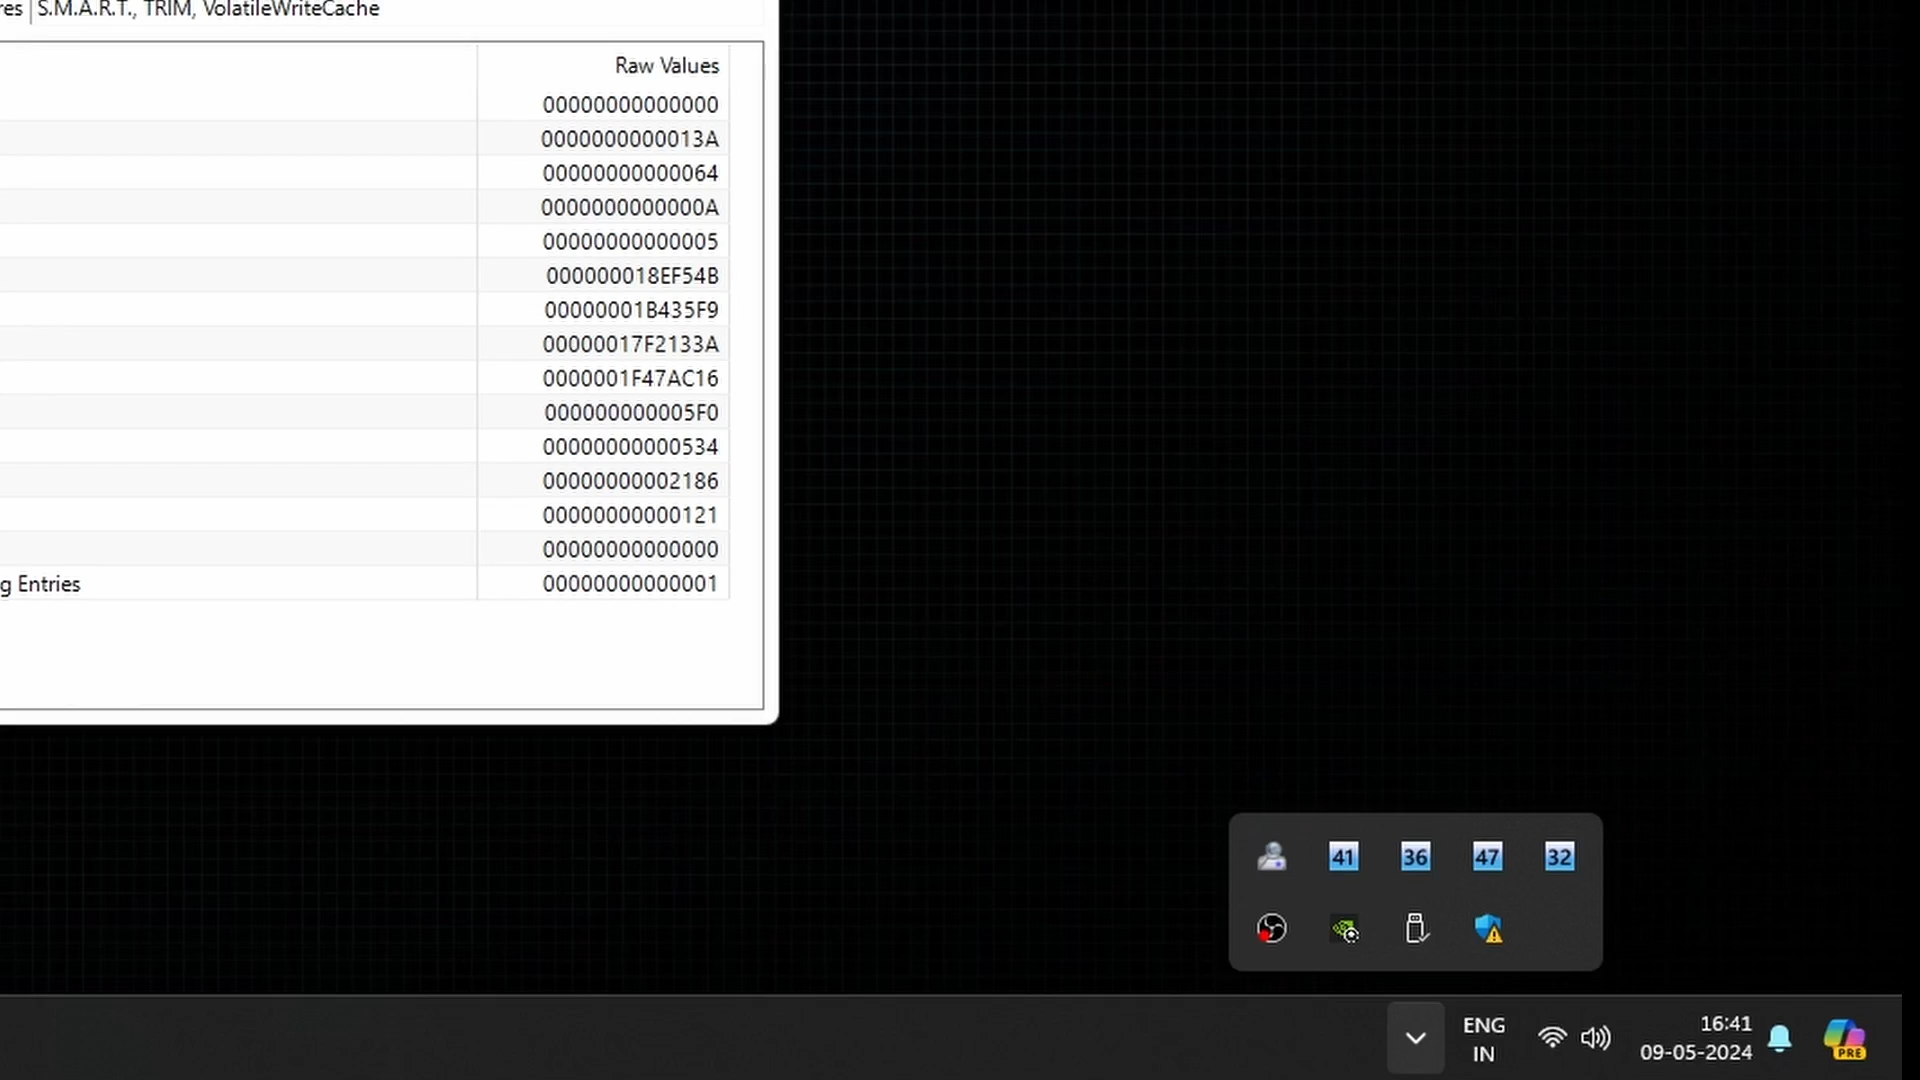 res S.M.A.R.T., TRIM, VolatileWriteCache
Raw Values
00000000000000
0000000000013A
00000000000064
0000000000000A
00000000000005
000000018EF54B
00000001B435F9
00000017F2133A
0000001F47AC16
000000000005F0
00000000000534
00000000002186
00000000000121
00000000000000
g Entries 00000000000001
41 36 47 32
ENG
IN
16:41
09-05-2024
PRE